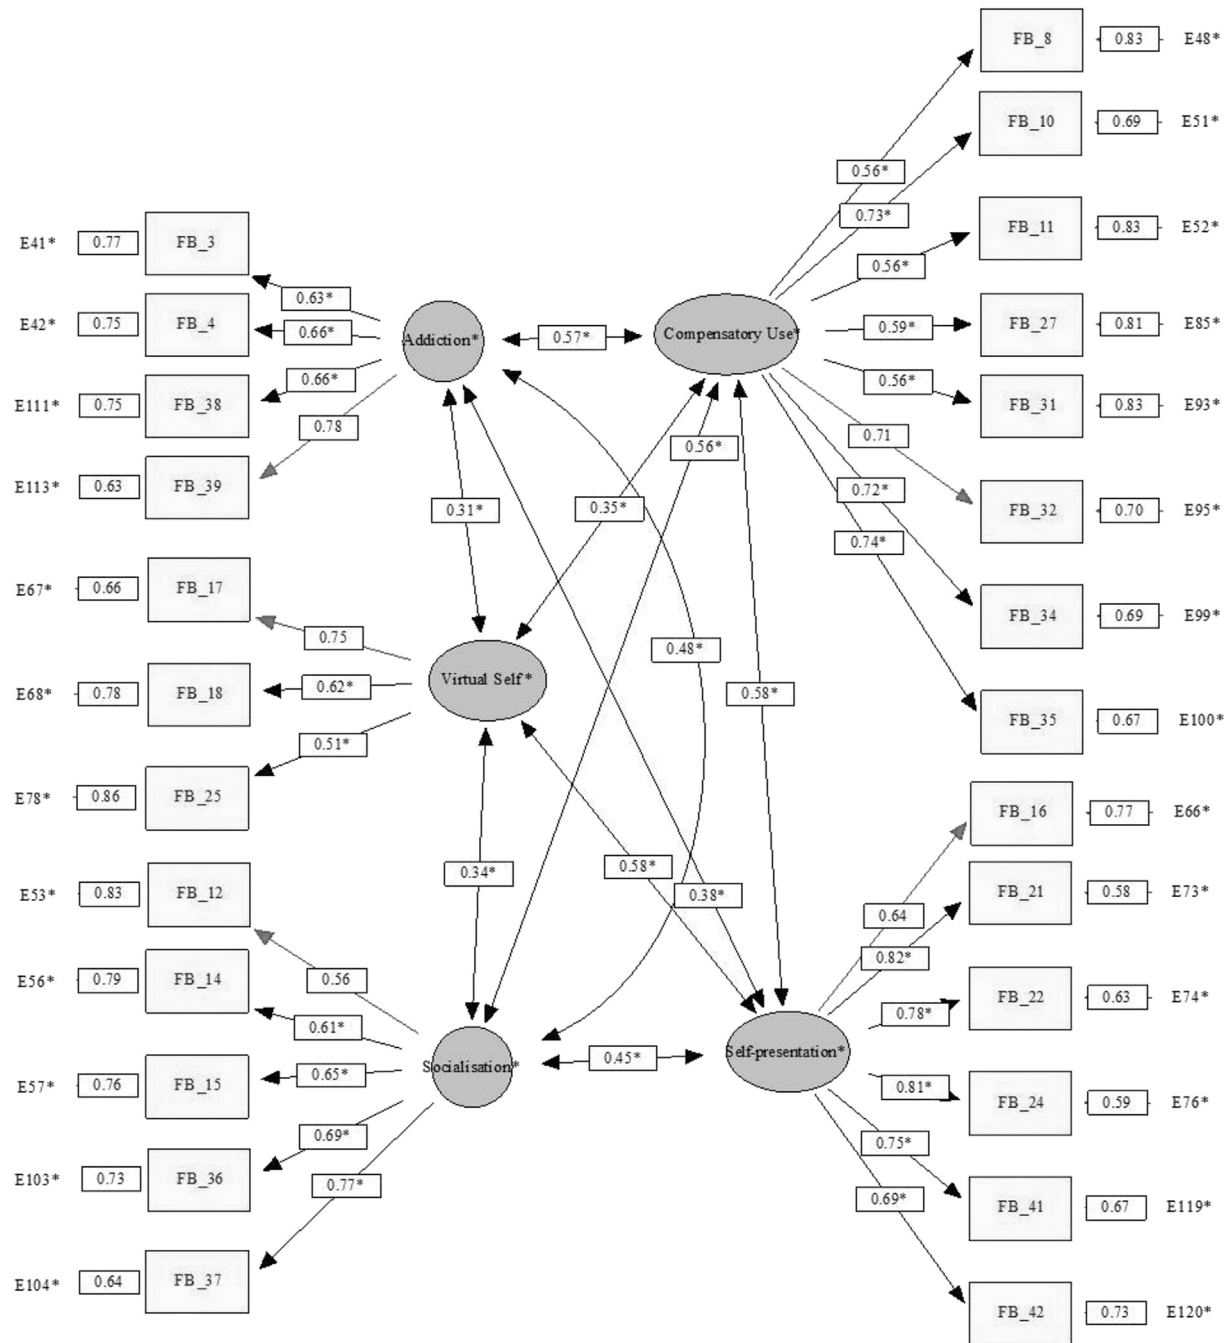 FB_8 0.83 E48*
FB_10 0.69 E51*
0.56*
0.73*
FB_11 0.83 E52*
E41* 0.77 FB_3
0.56*
0.63*
E42* 0.75 FB_4
0.66*
Addiction*
0.57*
Compensatory Use*
0.59*
FB_27 0.81 E85*
0.66*
E111* 0.75 FB_38
0.56*
FB_31 0.83 E93*
0.78
0.56*
0.71
E113* 0.63 FB_39
0.72*
0.31*
0.35*
FB_32 0.70 E95*
0.74*
E67* 0.66 FB_17
FB_34 0.69 E99*
0.75
0.48*
E68* 0.78 FB_18
0.62*
Virtual Self*
0.58*
FB_35 0.67 E100*
0.51*
E78* 0.86 FB_25
FB_16 0.77 E66*
0.34*
0.58*
0.38*
E53* 0.83 FB_12
FB_21 0.58 E73*
0.64
0.82*
E56* 0.79 FB_14
0.56
FB_22 0.63 E74*
0.78*
0.61*
Socialisation*
0.45*
Self-presentation*
E57* 0.76 FB_15
0.65*
0.81*
FB_24 0.59 E76*
0.69*
0.75*
E103* 0.73 FB_36
0.77*
0.69*
FB_41 0.67 E119*
E104* 0.64 FB_37
FB_42 0.73 E120*